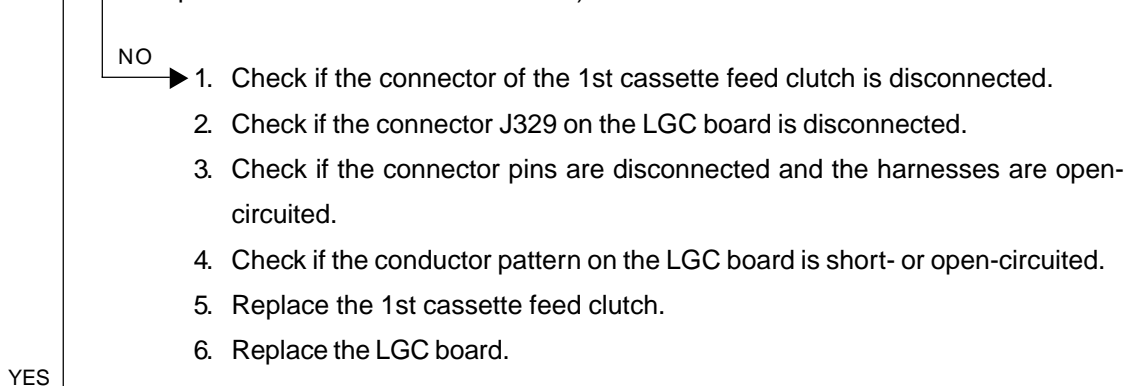 NO
1. Check if the connector of the 1st cassette feed clutch is disconnected.
2. Check if the connector J329 on the LGC board is disconnected.
3. Check if the connector pins are disconnected and the harnesses are open-
circuited.
4. Check if the conductor pattern on the LGC board is short- or open-circuited.
5. Replace the 1st cassette feed clutch.
6. Replace the LGC board.
YES